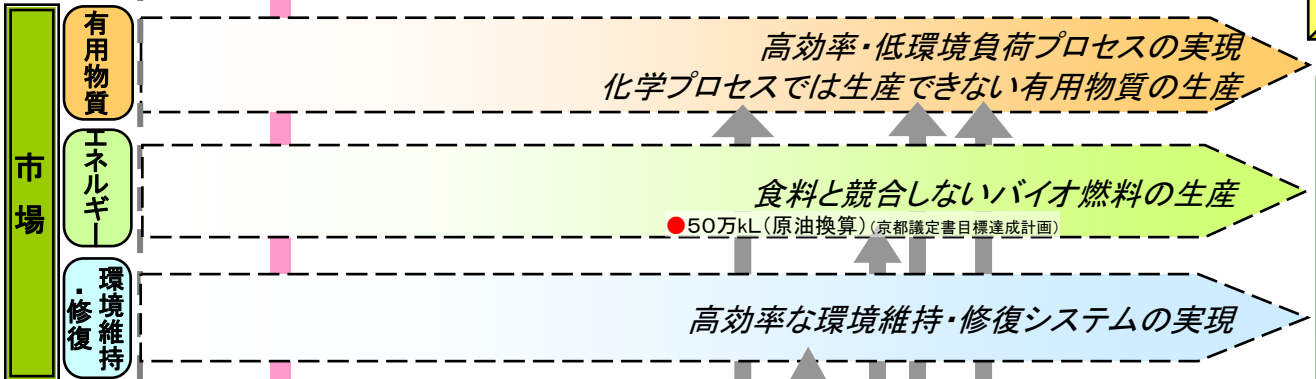 市場
有用物質
高効率・低環境負荷プロセスの実現
化学プロセスでは生産できない有用物質の生産
エネルギー
食料と競合しないバイオ燃料の生産
●50万kL(原油換算)(京都議定書目標達成計画)
環境維持
・修復
高効率な環境維持・修復システムの実現